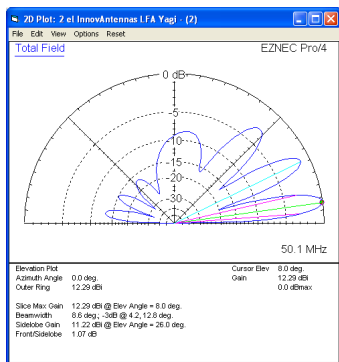 2D Plot: 2 el InnovAntennas LFA Yagi - (2)
File Edit View Options Reset
Total Field
EZNEC Pro/4
0 dB
-5
-10
-15
-20
-30
50.1 MHz
Elevation Plot
Cursor Elev 8.0 deg.
Azimuth Angle 0.0 deg.
Gain 12.29 dBi
Outer Ring 12.29 dBi
0.0 dBmax
Slice Max Gain 12.29 dBi @ Elev Angle = 8.0 deg.
Beamwidth 8.6 deg.; -3dB @ 4.2, 12.8 deg.
Sidelobe Gain 11.22 dBi @ Elev Angle = 26.0 deg.
Front/Sidelobe 1.07 dB